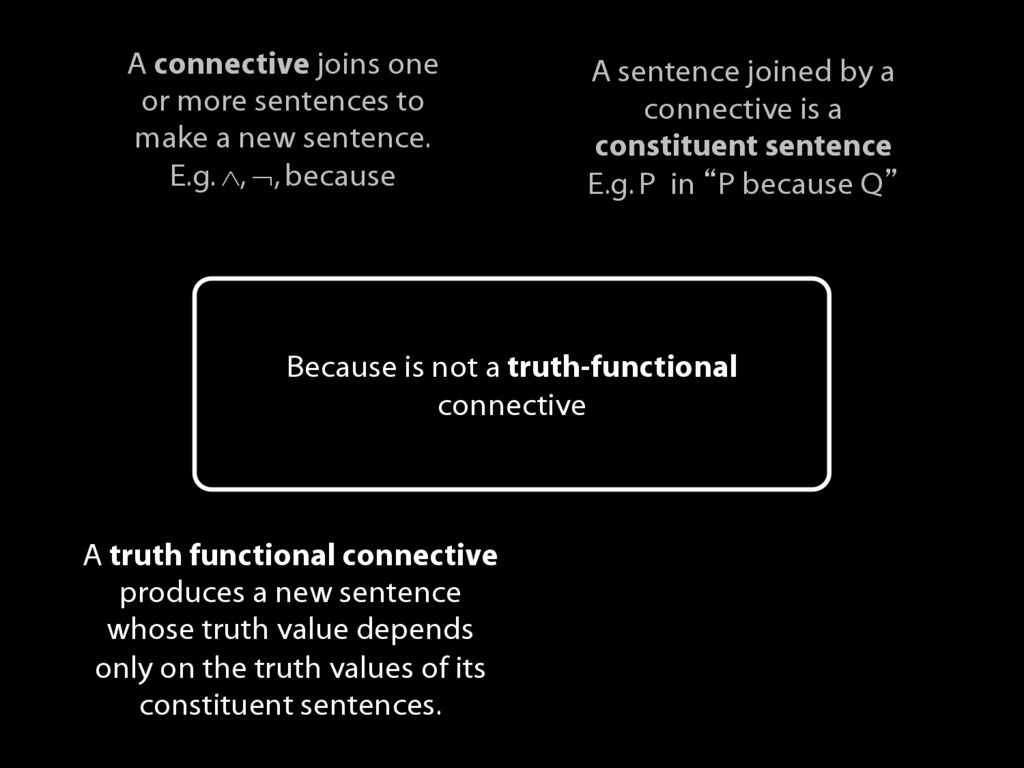 A connective joins one
or more sentences to
make a new sentence.
E.g. ∧, ¬, because
A sentence joined by a
connective is a
constituent sentence
E.g. P in “P because Q”
Because is not a truth-functional
connective
A truth functional connective
produces a new sentence
whose truth value depends
only on the truth values of its
constituent sentences.